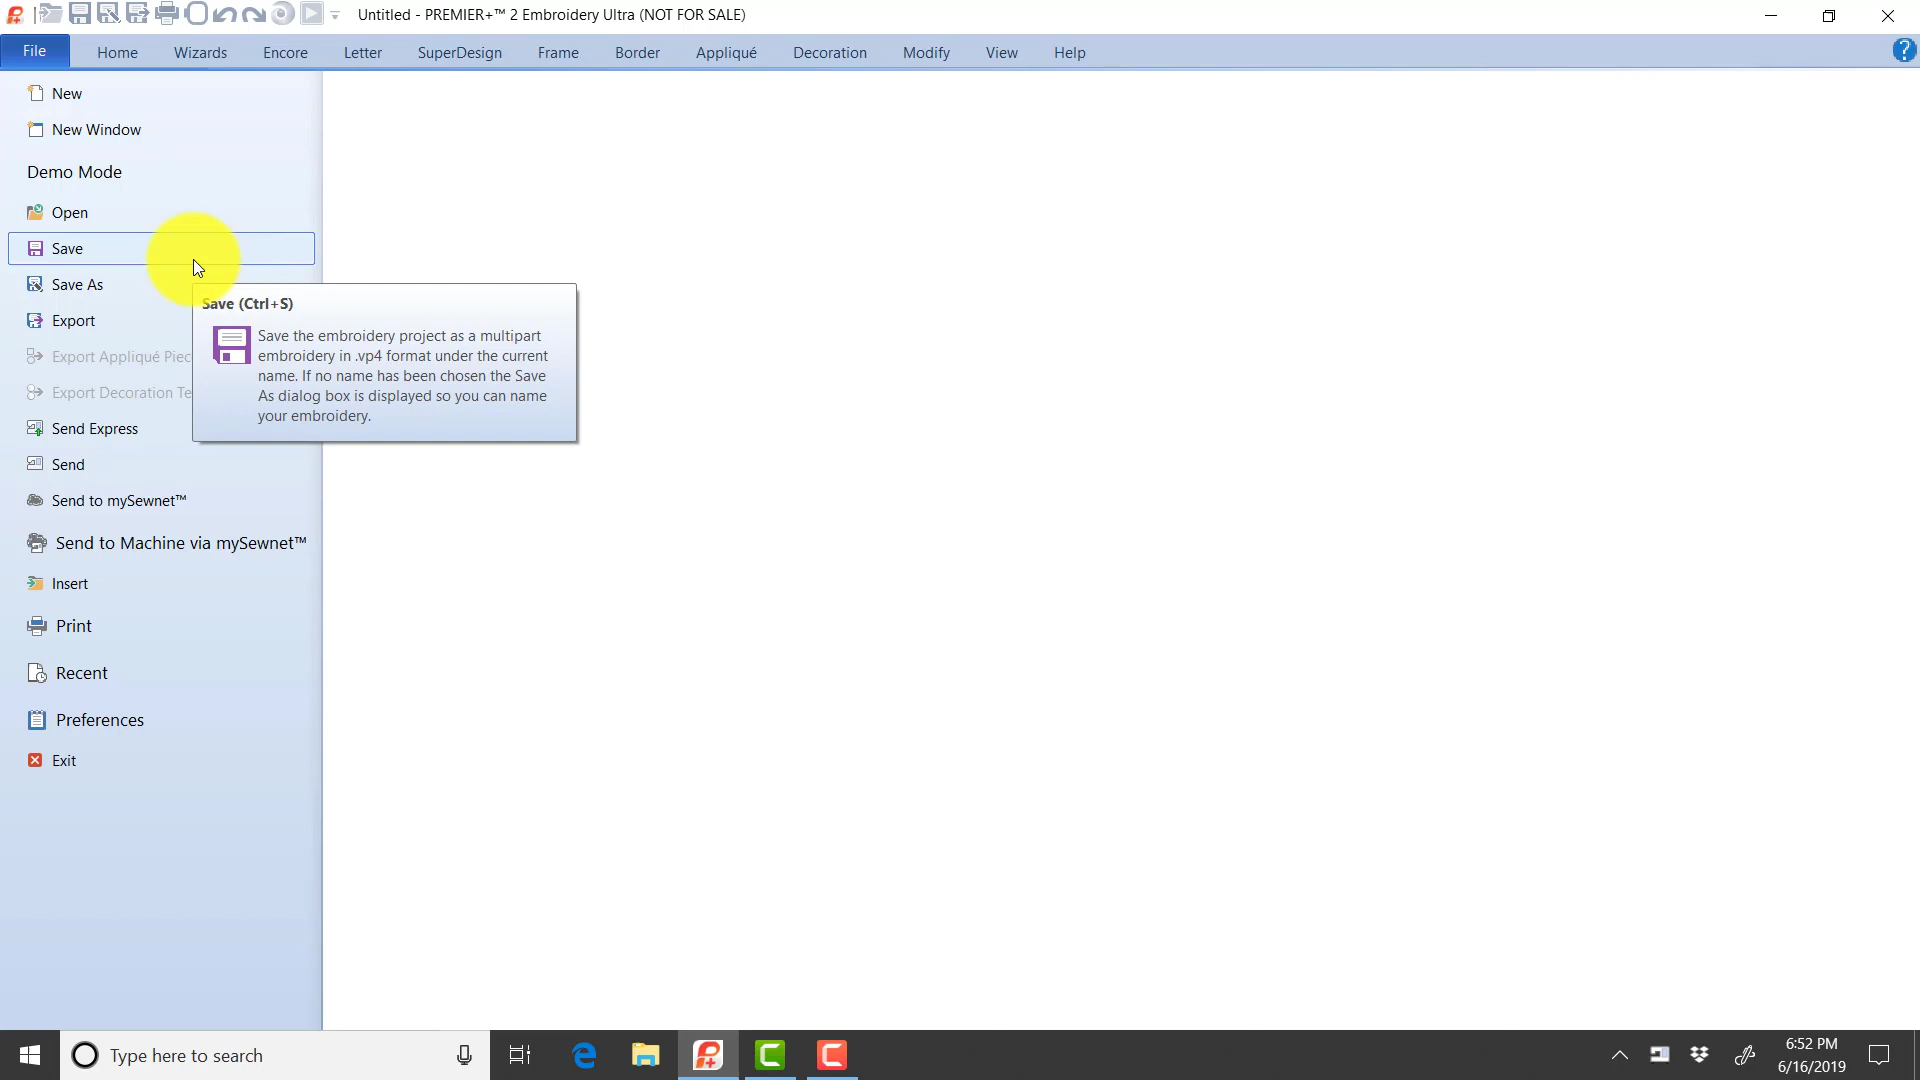 Untitled - PREMIER+™ 2 Embroidery Ultra (NOT FOR SALE)
File Home Wizards Encore Letter SuperDesign Frame Border Appliqué Decoration Modify View Help
New
New Window
Demo Mode
Open
Save
Save As
Save (Ctrl+S)
Save the embroidery project as a multipart
embroidery in .vp4 format under the current
name. If no name has been chosen the Save
As dialog box is displayed so you can name
your embroidery.
Export
Export Appliqué Piec
Export Decoration Te
Send Express
Send
Send to mySewnet™
Send to Machine via mySewnet™
Insert
Print
Recent
Preferences
Exit
Type here to search
6:52 PM
6/16/2019